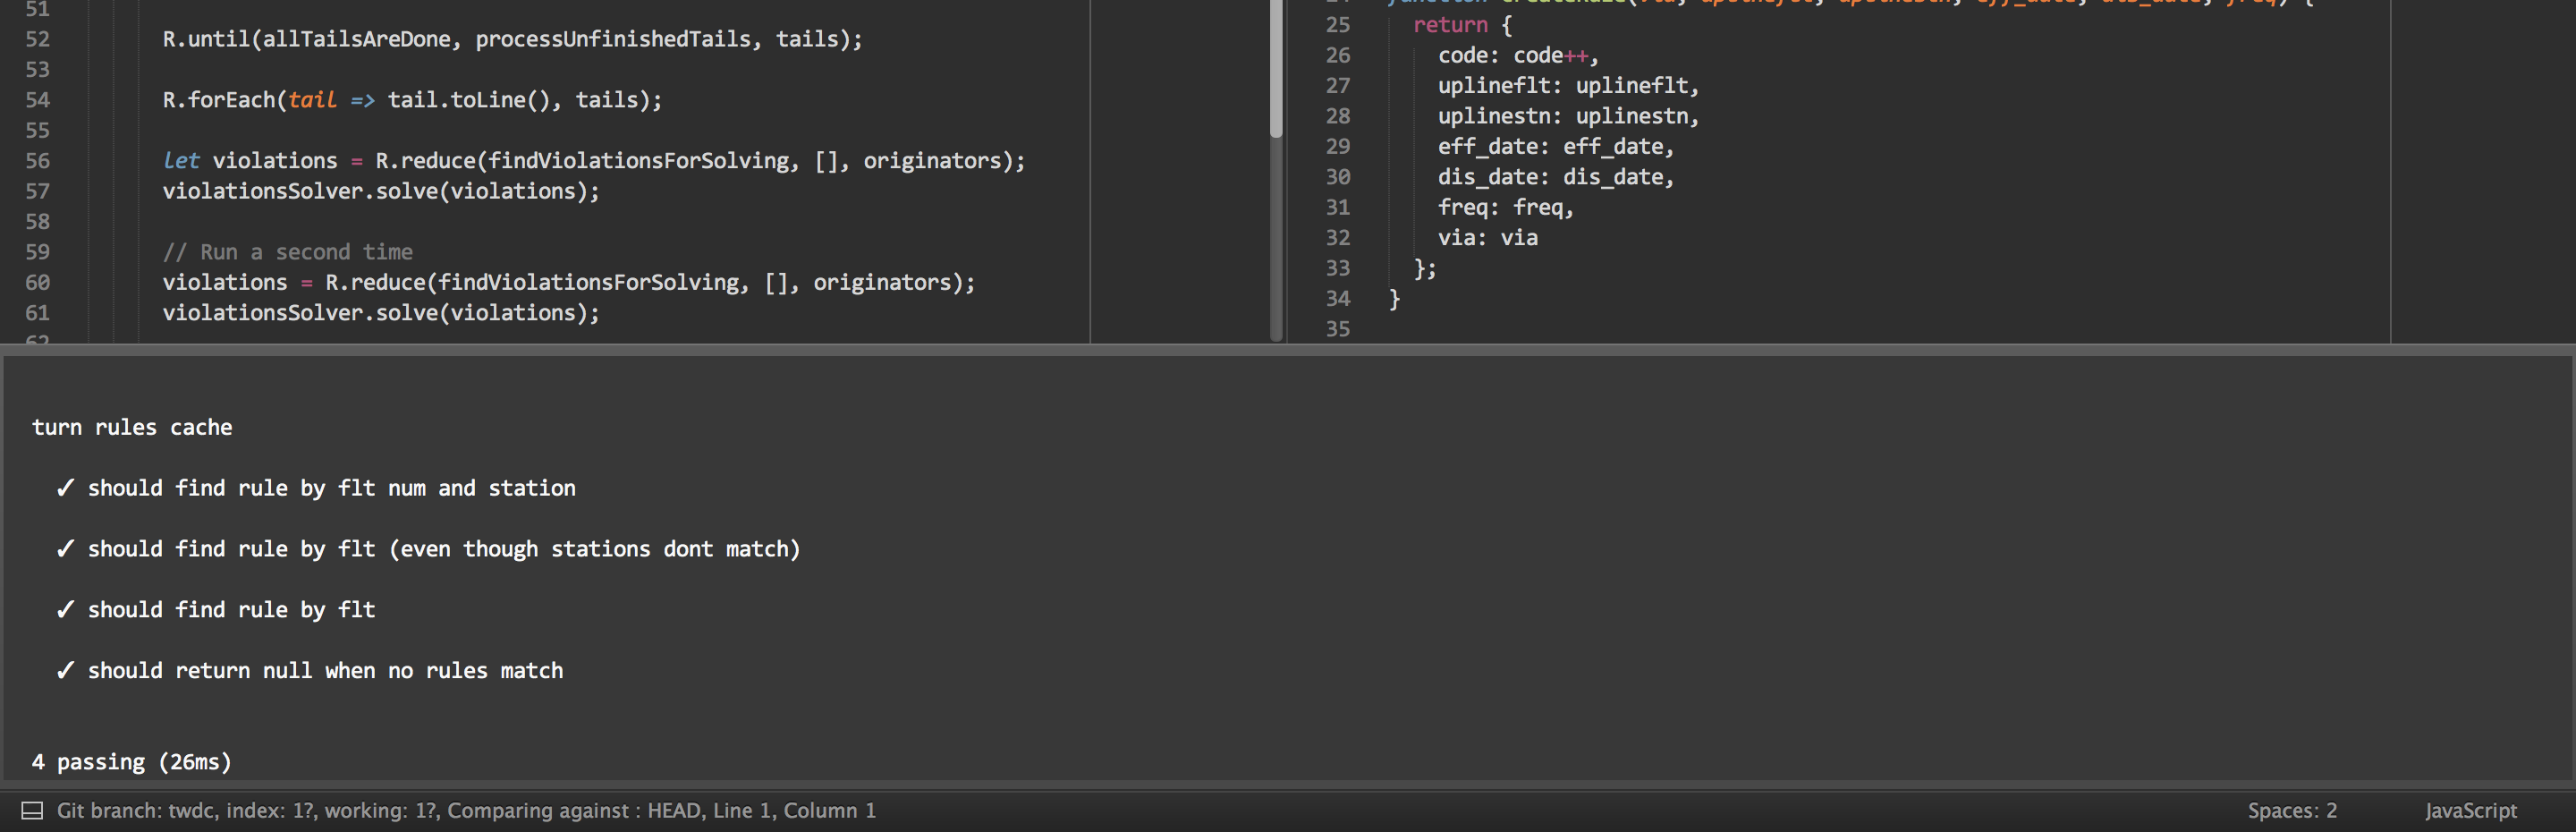 51
52 R.until(allTailsAreDone, processUnfinishedTails, tails);
53
54 R.forEach(tail => tail.toLine(), tails);
55
56 let violations = R.reduce(findViolationsForSolving, [], originators);
57 violationsSolver.solve(violations);
58
59 // Run a second time
60 violations = R.reduce(findViolationsForSolving, [], originators);
61 violationsSolver.solve(violations);
62
25 return {
26 code: code++,
27 uplineflt: uplineflt,
28 uplinestn: uplinestn,
29 eff_date: eff_date,
30 dis_date: dis_date,
31 freq: freq,
32 via: via
33 };
34 }
35
turn rules cache
✓ should find rule by flt num and station
✓ should find rule by flt (even though stations dont match)
✓ should find rule by flt
✓ should return null when no rules match
4 passing (26ms)
Git branch: twdc, index: 1?, working: 1?, Comparing against : HEAD, Line 1, Column 1
Spaces: 2
JavaScript